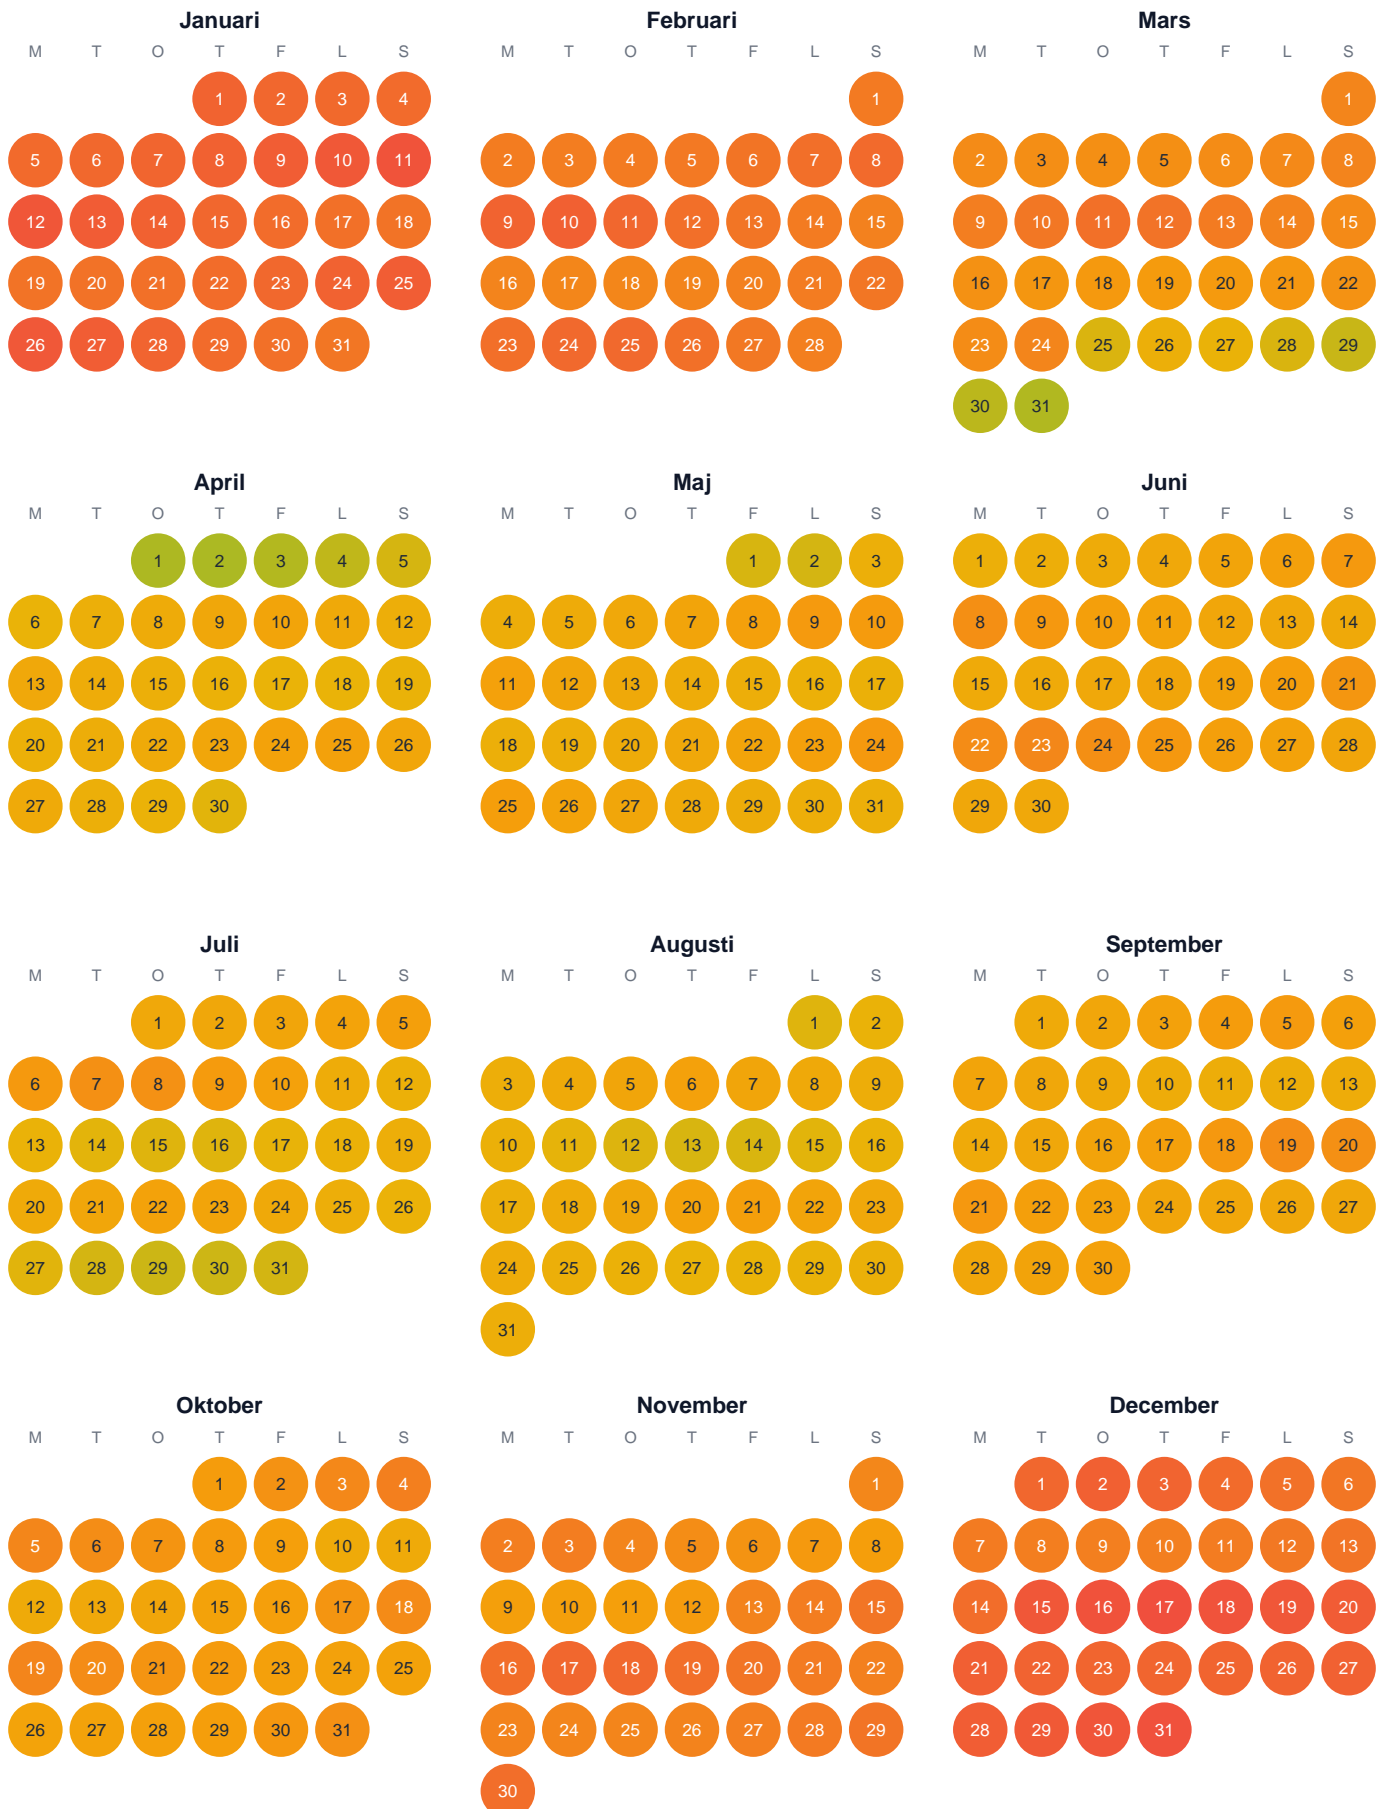 Januari Februari Mars
M T O T F L S M T O T F L S M T O T F L S
1 2 3 4 1 1
5 6 7 8 9 10 11 2 3 4 5 6 7 8 2 3 4 5 6 7 8
12 13 14 15 16 17 18 9 10 11 12 13 14 15 9 10 11 12 13 14 15
19 20 21 22 23 24 25 16 17 18 19 20 21 22 16 17 18 19 20 21 22
26 27 28 29 30 31 23 24 25 26 27 28 23 24 25 26 27 28 29
30 31
April Maj Juni
M T O T F L S M T O T F L S M T O T F L S
1 2 3 4 5 1 2 3 1 2 3 4 5 6 7
6 7 8 9 10 11 12 4 5 6 7 8 9 10 8 9 10 11 12 13 14
13 14 15 16 17 18 19 11 12 13 14 15 16 17 15 16 17 18 19 20 21
20 21 22 23 24 25 26 18 19 20 21 22 23 24 22 23 24 25 26 27 28
27 28 29 30 25 26 27 28 29 30 31 29 30
Juli Augusti September
M T O T F L S M T O T F L S M T O T F L S
1 2 3 4 5 1 2 1 2 3 4 5 6
6 7 8 9 10 11 12 3 4 5 6 7 8 9 7 8 9 10 11 12 13
13 14 15 16 17 18 19 10 11 12 13 14 15 16 14 15 16 17 18 19 20
20 21 22 23 24 25 26 17 18 19 20 21 22 23 21 22 23 24 25 26 27
27 28 29 30 31 24 25 26 27 28 29 30 28 29 30
31
Oktober November December
M T O T F L S M T O T F L S M T O T F L S
1 2 3 4 1 1 2 3 4 5 6
5 6 7 8 9 10 11 2 3 4 5 6 7 8 7 8 9 10 11 12 13
12 13 14 15 16 17 18 9 10 11 12 13 14 15 14 15 16 17 18 19 20
19 20 21 22 23 24 25 16 17 18 19 20 21 22 21 22 23 24 25 26 27
26 27 28 29 30 31 23 24 25 26 27 28 29 28 29 30 31
30